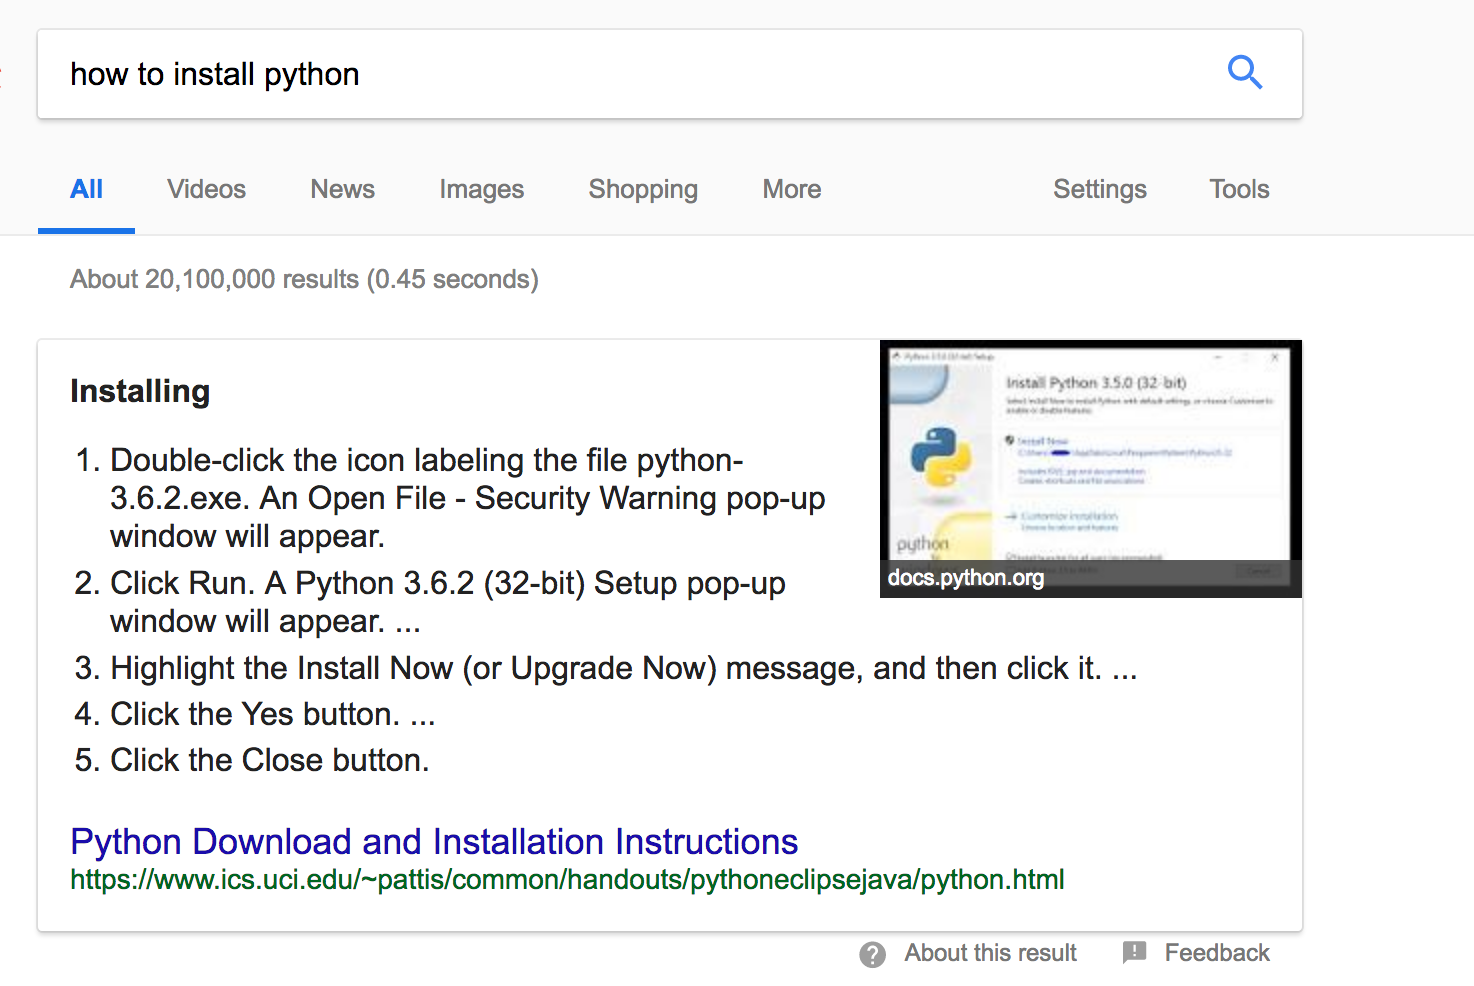 how to install python
All Videos News Images Shopping More Settings Tools
About 20,100,000 results (0.45 seconds)
Installing
1. Double-click the icon labeling the file python-
3.6.2.exe. An Open File - Security Warning pop-up
window will appear.
2. Click Run. A Python 3.6.2 (32-bit) Setup pop-up
window will appear. ...
3. Highlight the Install Now (or Upgrade Now) message, and then click it. ...
4. Click the Yes button. ...
5. Click the Close button.
Install Python 3.5.0 (32-bit)
Install Now
Customize installation
python
docs.python.org
Python Download and Installation Instructions
https://www.ics.uci.edu/~pattis/common/handouts/pythoneclipsejava/python.html
About this result Feedback